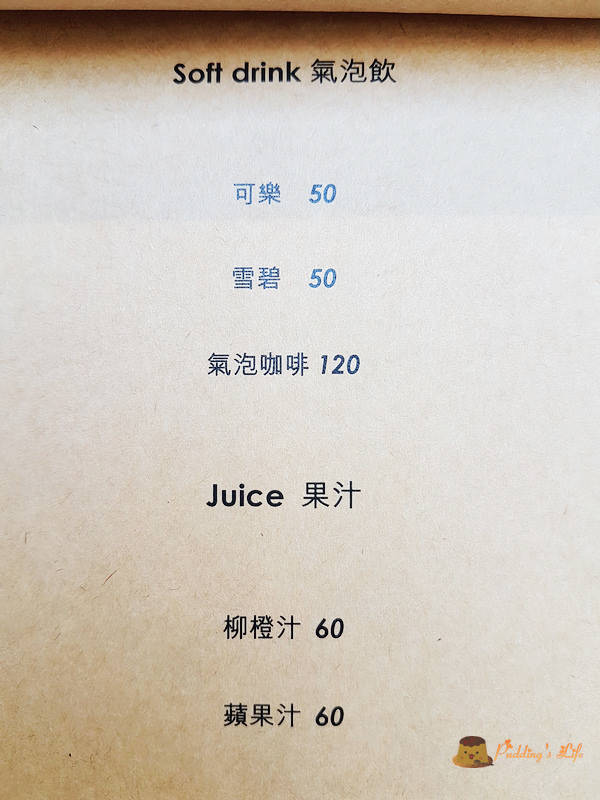 Soft drink 氣泡飲
可樂 50
雪碧 50
氣泡咖啡 120
Juice 果汁
柳橙汁 60
蘋果汁 60
Pudding's Life